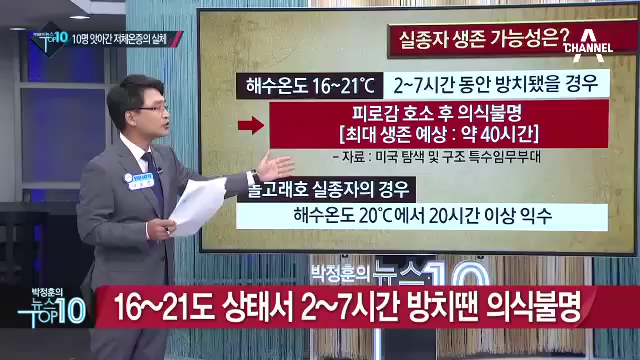 TOP10
10명 앗아간 저체온증의 실체
실종자 생존 가능성은?
CHANNEL A
해수온도 16~21℃
2~7시간 동안 방치됐을 경우
피로감 호소 후 의식불명
[최대 생존 예상 : 약 40시간]
- 자료 : 미국 탐색 및 구조 특수임무부대
돌고래호 실종자의 경우
해수온도 20℃에서 20시간 이상 익수
박정훈의 뉴스
10
박정훈의
뉴스
TOP10
16~21도 상태서 2~7시간 방치땐 의식불명